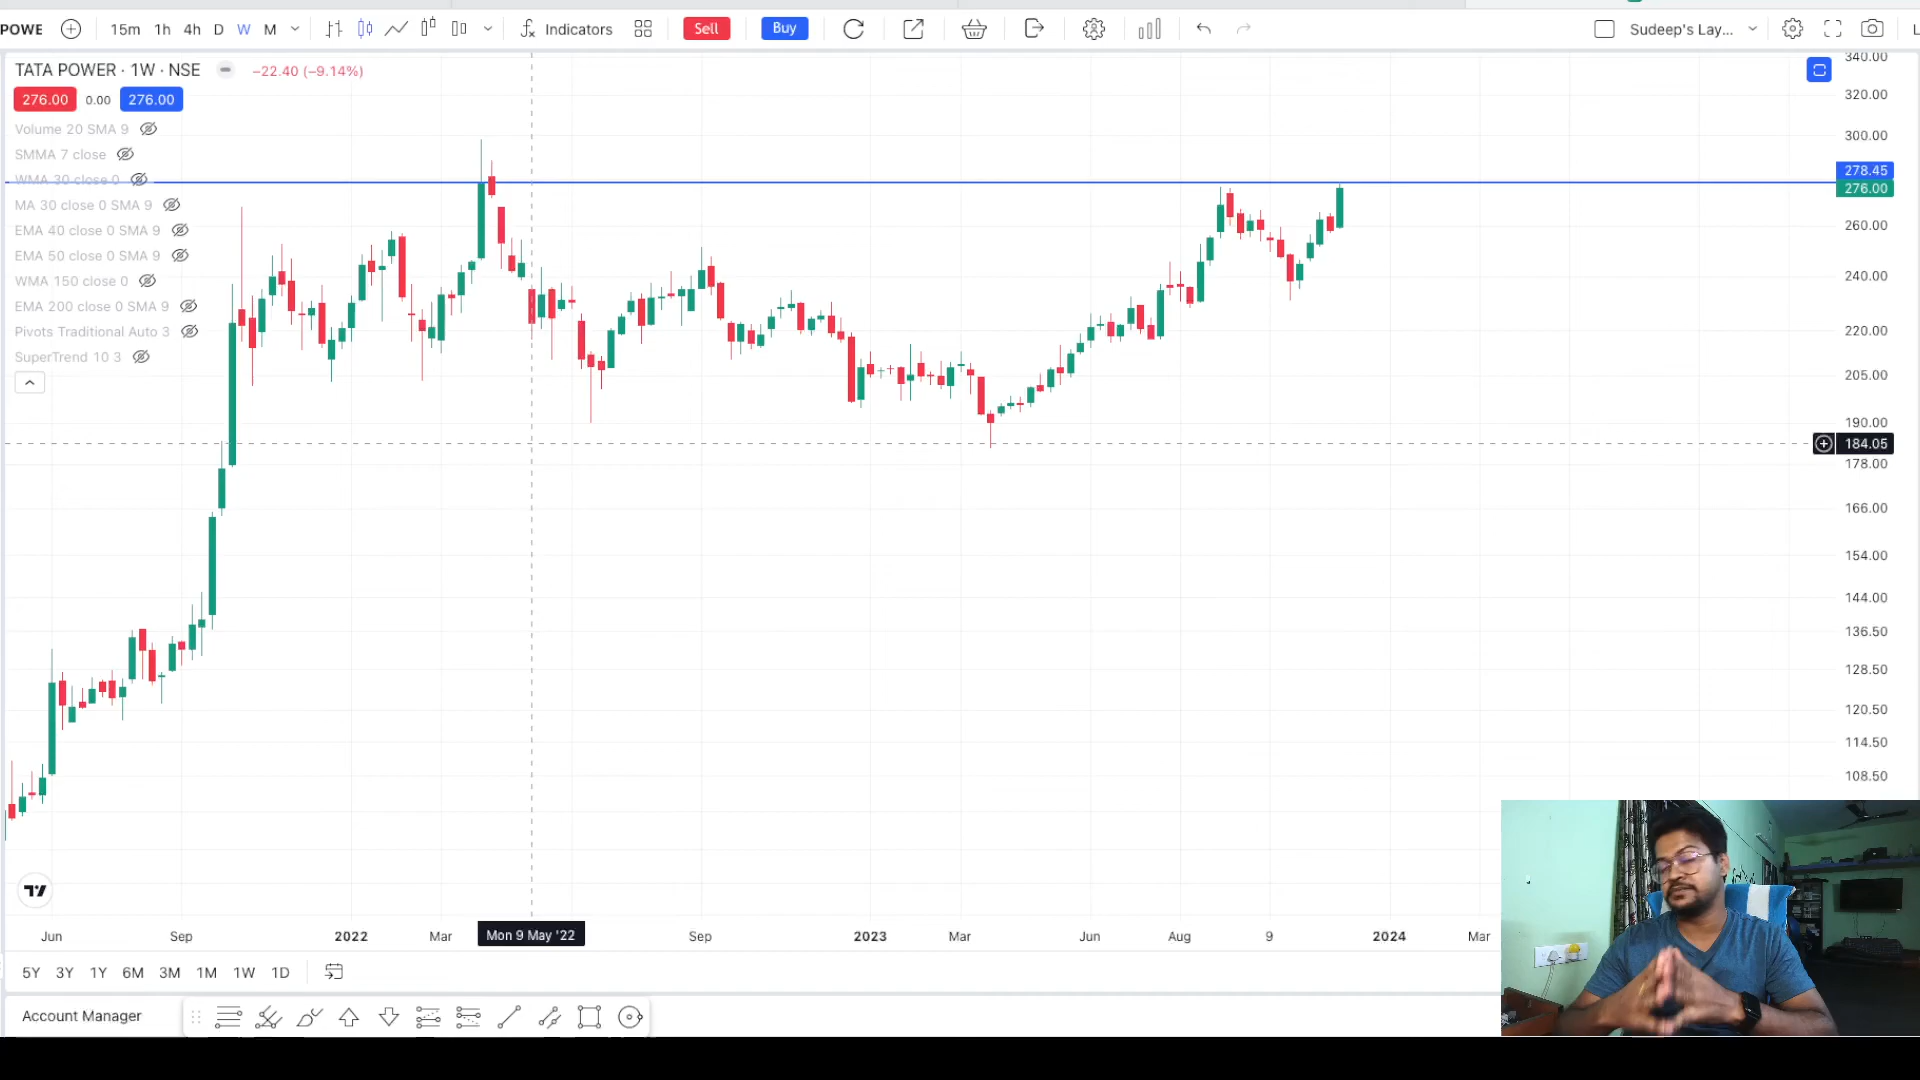 POWE 15m 1h 4h D W M Indicators Sell Buy Sudeep's Lay... L
TATA POWER · 1W · NSE −22.40 (−9.14%)
276.00 0.00 276.00
Volume 20 SMA 9
SMMA 7 close
WMA 30 close 0
MA 30 close 0 SMA 9
EMA 40 close 0 SMA 9
EMA 50 close 0 SMA 9
WMA 150 close 0
EMA 200 close 0 SMA 9
Pivots Traditional Auto 3
SuperTrend 10 3
340.00
320.00
300.00
278.45
276.00
260.00
240.00
220.00
205.00
190.00
184.05
178.00
166.00
154.00
144.00
136.50
128.50
120.50
114.50
108.50
Jun Sep 2022 Mar Mon 9 May '22 Sep 2023 Mar Jun Aug 9 2024 Mar
5Y 3Y 1Y 6M 3M 1M 1W 1D
Account Manager